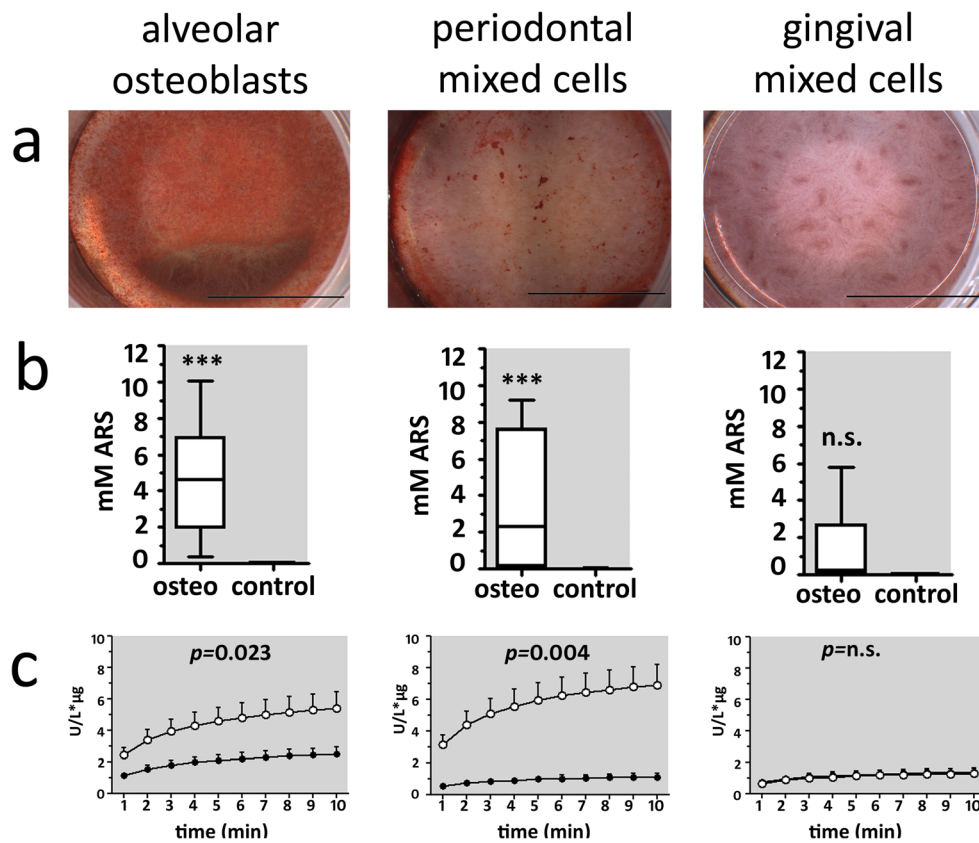 alveolar osteoblasts
periodontal mixed cells
gingival mixed cells
a
b
12
10
8
6
4
2
0
mM ARS
***
osteo control
12
10
8
6
4
2
0
mM ARS
***
osteo control
12
10
8
6
4
2
0
mM ARS
n.s.
osteo control
c
10
8
6
4
2
0
U/L*µg
p=0.023
1 2 3 4 5 6 7 8 9 10
time (min)
10
8
6
4
2
0
U/L*µg
p=0.004
1 2 3 4 5 6 7 8 9 10
time (min)
10
8
6
4
2
0
U/L*µg
p=n.s.
1 2 3 4 5 6 7 8 9 10
time (min)